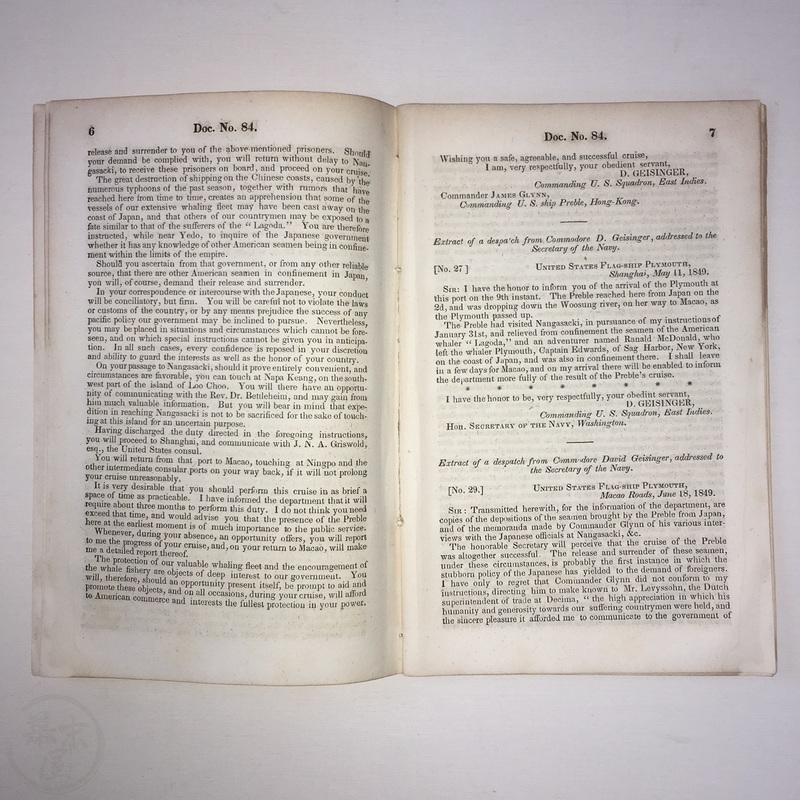 6
Doc. No. 84.
release and surrender to you of the above-mentioned prisoners. Should
your demand be complied with, you will return without delay to Nan-
gasacki, to receive these prisoners on board, and proceed on your cruise.
The great destruction of shipping on the Chinese coasts, caused by the
numerous typhoons of the past season, together with rumors that have
reached here from time to time, creates an apprehension that some of the
vessels of our extensive whaling fleet may have been cast away on the
coast of Japan, and that others of our countrymen may be exposed to a
fate similar to that of the sufferers of the "Lagoda." You are therefore
instructed, while near Yedo, to inquire of the Japanese government
whether it has any knowledge of other American seamen being in confine-
ment within the limits of the empire.
Should you ascertain from that government, or from any other reliable
source, that there are other American seamen in confinement in Japan,
you will, of course, demand their release and surrender.
In your correspondence or intercourse with the Japanese, your conduct
will be conciliatory, but firm. You will be careful not to violate the laws
or customs of the country, or by any means prejudice the success of any
pacific policy our government may be inclined to pursue. Nevertheless,
you may be placed in situations and circumstances which cannot be fore-
seen, and on which special instructions cannot be given you in anticipa-
tion. In all such cases, every confidence is reposed in your discretion
and ability to guard the interests as well as the honor of your country.
On your passage to Nangasacki, should it prove entirely convenient, and
circumstances are favorable, you can touch at Napa Keang, on the south-
west part of the island of Loo Choo. You will there have an opportu-
nity of communicating with the Rev. Dr. Bettleheim, and may gain from
him much valuable information. But you will bear in mind that expe-
dition in reaching Nangasacki is not to be sacrificed for the sake of touch-
ing at this island for an uncertain purpose.
Having discharged the duty directed in the foregoing instructions,
you will proceed to Shanghai, and communicate with J. N. A. Griswold,
esq., the United States consul.
You will return from that port to Macao, touching at Ningpo and the
other intermediate consular ports on your way back, if it will not prolong
your cruise unreasonably.
It is very desirable that you should perform this cruise in as brief a
space of time as practicable. I have informed the department that it will
require about three months to perform this duty. I do not think you need
exceed that time, and would advise you that the presence of the Preble
here at the earliest moment is of much importance to the public service.
Whenever, during your absence, an opportunity offers, you will report
to me the progress of your cruise, and, on your return to Macao, will make
me a detailed report thereof.
The protection of our valuable whaling fleet and the encouragement of
the whale fishery are objects of deep interest to our government. You
will, therefore, should an opportunity present itself, be prompt to aid and
promote these objects, and on all occasions, during your cruise, will afford
to American commerce and interests the fullest protection in your power.
Doc. No. 84.
7
Wishing you a safe, agreeable, and successful cruise,
I am, very respectfully, your obedient servant,
D. GEISINGER,
Commanding U. S. Squadron, East Indies.
Commander JAMES GLYNN,
Commanding U. S. ship Preble, Hong-Kong.
Extract of a despatch from Commodore D. Geisinger, addressed to the
Secretary of the Navy.
[No. 27]
UNITED STATES FLAG-SHIP PLYMOUTH,
Shanghai, May 11, 1849.
SIR: I have the honor to inform you of the arrival of the Plymouth at
this port on the 9th instant. The Preble reached here from Japan on the
2d, and was dropping down the Woosung river, on her way to Macao, as
the Plymouth passed up.
The Preble had visited Nangasacki, in pursuance of my instructions of
January 31st, and relieved from confinement the seamen of the American
whaler "Lagoda," and an adventurer named Ranald McDonald, who
left the whaler Plymouth, Captain Edwards, of Sag Harbor, New York,
on the coast of Japan, and was also in confinement there. I shall leave
in a few days for Macao, and on my arrival there will be enabled to inform
the department more fully of the result of the Preble's cruise.
* * * * * * *
I have the honor to be, very respectfully, your obedint servant,
D. GEISINGER,
Commanding U. S. Squadron, East Indies.
HON. SECRETARY OF THE NAVY, Washington.
Extract of a despatch from Commodore David Geisinger, addressed to
the Secretary of the Navy.
[No. 29.]
UNITED STATES FLAG-SHIP PLYMOUTH,
Macao Roads, June 18, 1849.
SIR: Transmitted herewith, for the information of the department, are
copies of the depositions of the seamen brought by the Preble from Japan,
and of the memopanda made by Commander Glynn of his various inter-
views with the Japanese officials at Nangasacki, &c.
The honorable Secretary will perceive that the cruise of the Preble
was altogether successful. The release and surrender of these seamen,
under these circumstances, is probably the first instance in which the
stubborn policy of the Japanese has yielded to the demand of foreigners.
I have only to regret that Commander Glynn did not conform to my
instructions, directing him to make known to Mr. Levyssohn, the Dutch
superintendent of trade at Decima, "the high appreciation in which his
humanity and generosity towards our suffering countrymen were held, and
the sincere pleasure it afforded me to communicate to the government of